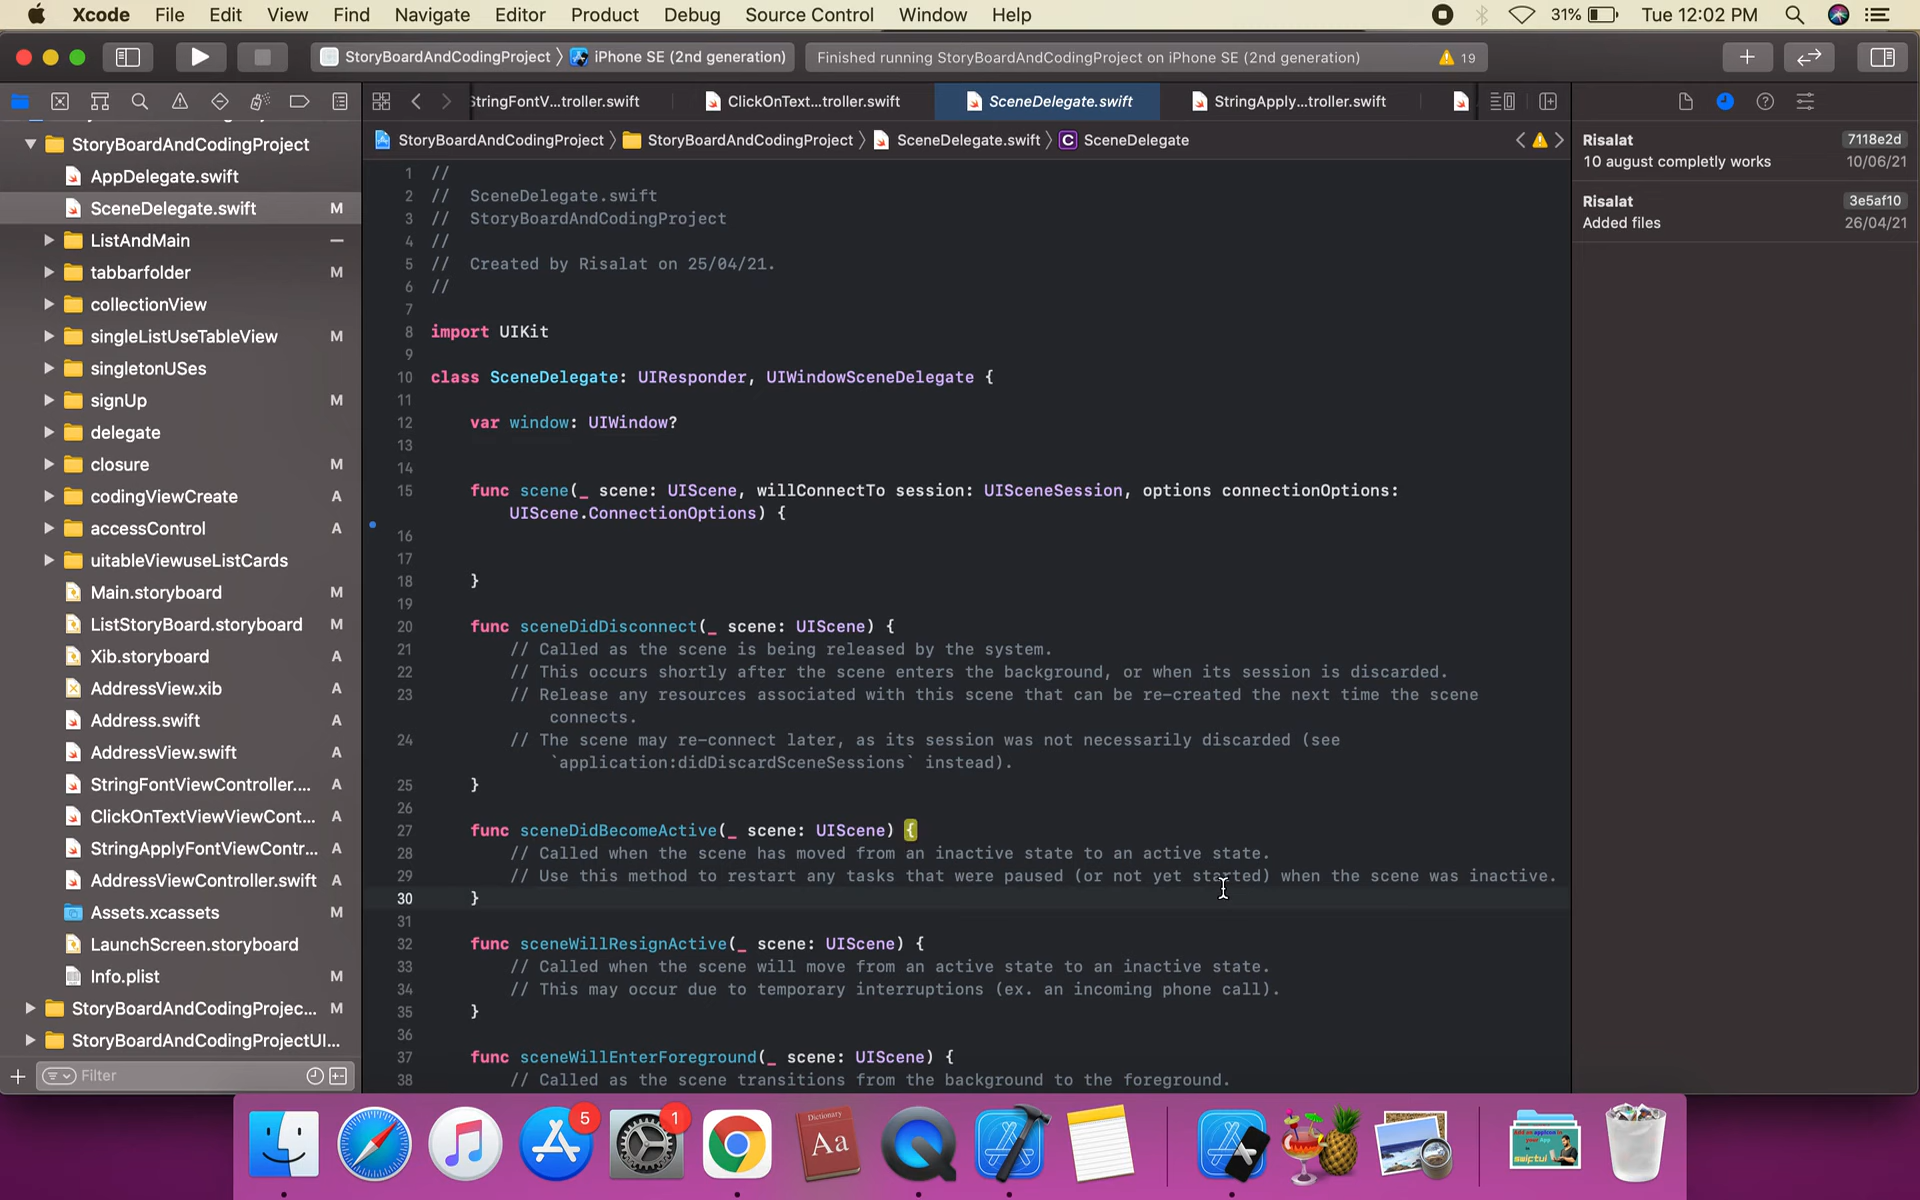 Xcode File Edit View Find Navigate Editor Product Debug Source Control Window Help 31% Tue 12:02 PM
StoryBoardAndCodingProject iPhone SE (2nd generation) Finished running StoryBoardAndCodingProject on iPhone SE (2nd generation) 19
StringFontV...troller.swift ClickOnText...troller.swift SceneDelegate.swift StringApply...troller.swift
StoryBoardAndCodingProject StoryBoardAndCodingProject SceneDelegate.swift C SceneDelegate
StoryBoardAndCodingProject
AppDelegate.swift
SceneDelegate.swift M
ListAndMain –
tabbarfolder M
collectionView
singleListUseTableView M
singletonUSes
signUp M
delegate
closure M
codingViewCreate A
accessControl A
uitableViewuseListCards
Main.storyboard M
ListStoryBoard.storyboard M
Xib.storyboard A
AddressView.xib A
Address.swift A
AddressView.swift A
StringFontViewController.... A
ClickOnTextViewViewCont... A
StringApplyFontViewContr... A
AddressViewController.swift A
Assets.xcassets M
LaunchScreen.storyboard
Info.plist M
StoryBoardAndCodingProjec... M
StoryBoardAndCodingProjectUI...
Filter
1 //
2 // SceneDelegate.swift
3 // StoryBoardAndCodingProject
4 //
5 // Created by Risalat on 25/04/21.
6 //
7
8 import UIKit
9
10 class SceneDelegate: UIResponder, UIWindowSceneDelegate {
11
12 var window: UIWindow?
13
14
15 func scene(_ scene: UIScene, willConnectTo session: UISceneSession, options connectionOptions:
UIScene.ConnectionOptions) {
16
17
18 }
19
20 func sceneDidDisconnect(_ scene: UIScene) {
21 // Called as the scene is being released by the system.
22 // This occurs shortly after the scene enters the background, or when its session is discarded.
23 // Release any resources associated with this scene that can be re-created the next time the scene
connects.
24 // The scene may re-connect later, as its session was not necessarily discarded (see
`application:didDiscardSceneSessions` instead).
25 }
26
27 func sceneDidBecomeActive(_ scene: UIScene) {
28 // Called when the scene has moved from an inactive state to an active state.
29 // Use this method to restart any tasks that were paused (or not yet started) when the scene was inactive.
30 }
31
32 func sceneWillResignActive(_ scene: UIScene) {
33 // Called when the scene will move from an active state to an inactive state.
34 // This may occur due to temporary interruptions (ex. an incoming phone call).
35 }
36
37 func sceneWillEnterForeground(_ scene: UIScene) {
38 // Called as the scene transitions from the background to the foreground.
Risalat 7118e2d
10 august completly works 10/06/21
Risalat 3e5af10
Added files 26/04/21
5
1
Dictionary
Aa